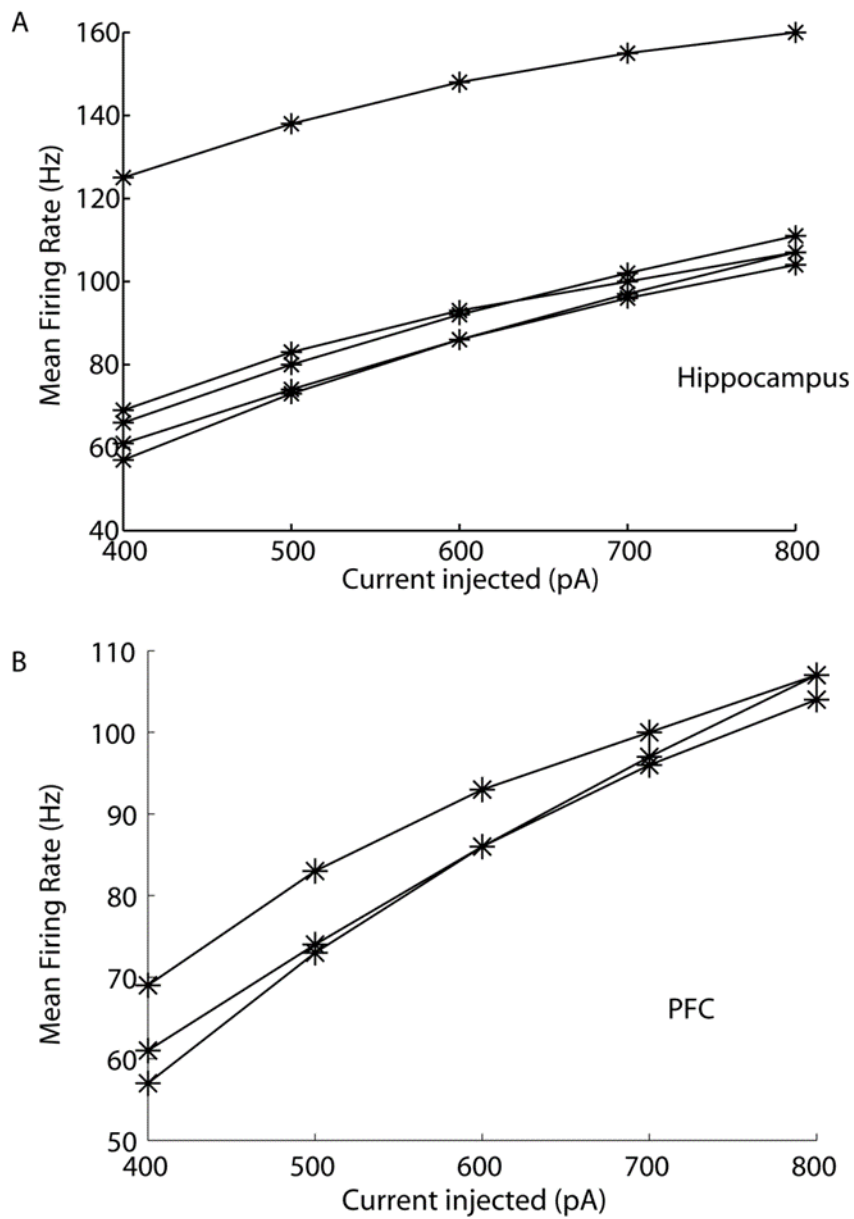 A
160
140
120
100
80
60
40
Mean Firing Rate (Hz)
Hippocampus
400 500 600 700 800
Current injected (pA)
B
110
100
90
80
70
60
50
Mean Firing Rate (Hz)
PFC
400 500 600 700 800
Current injected (pA)